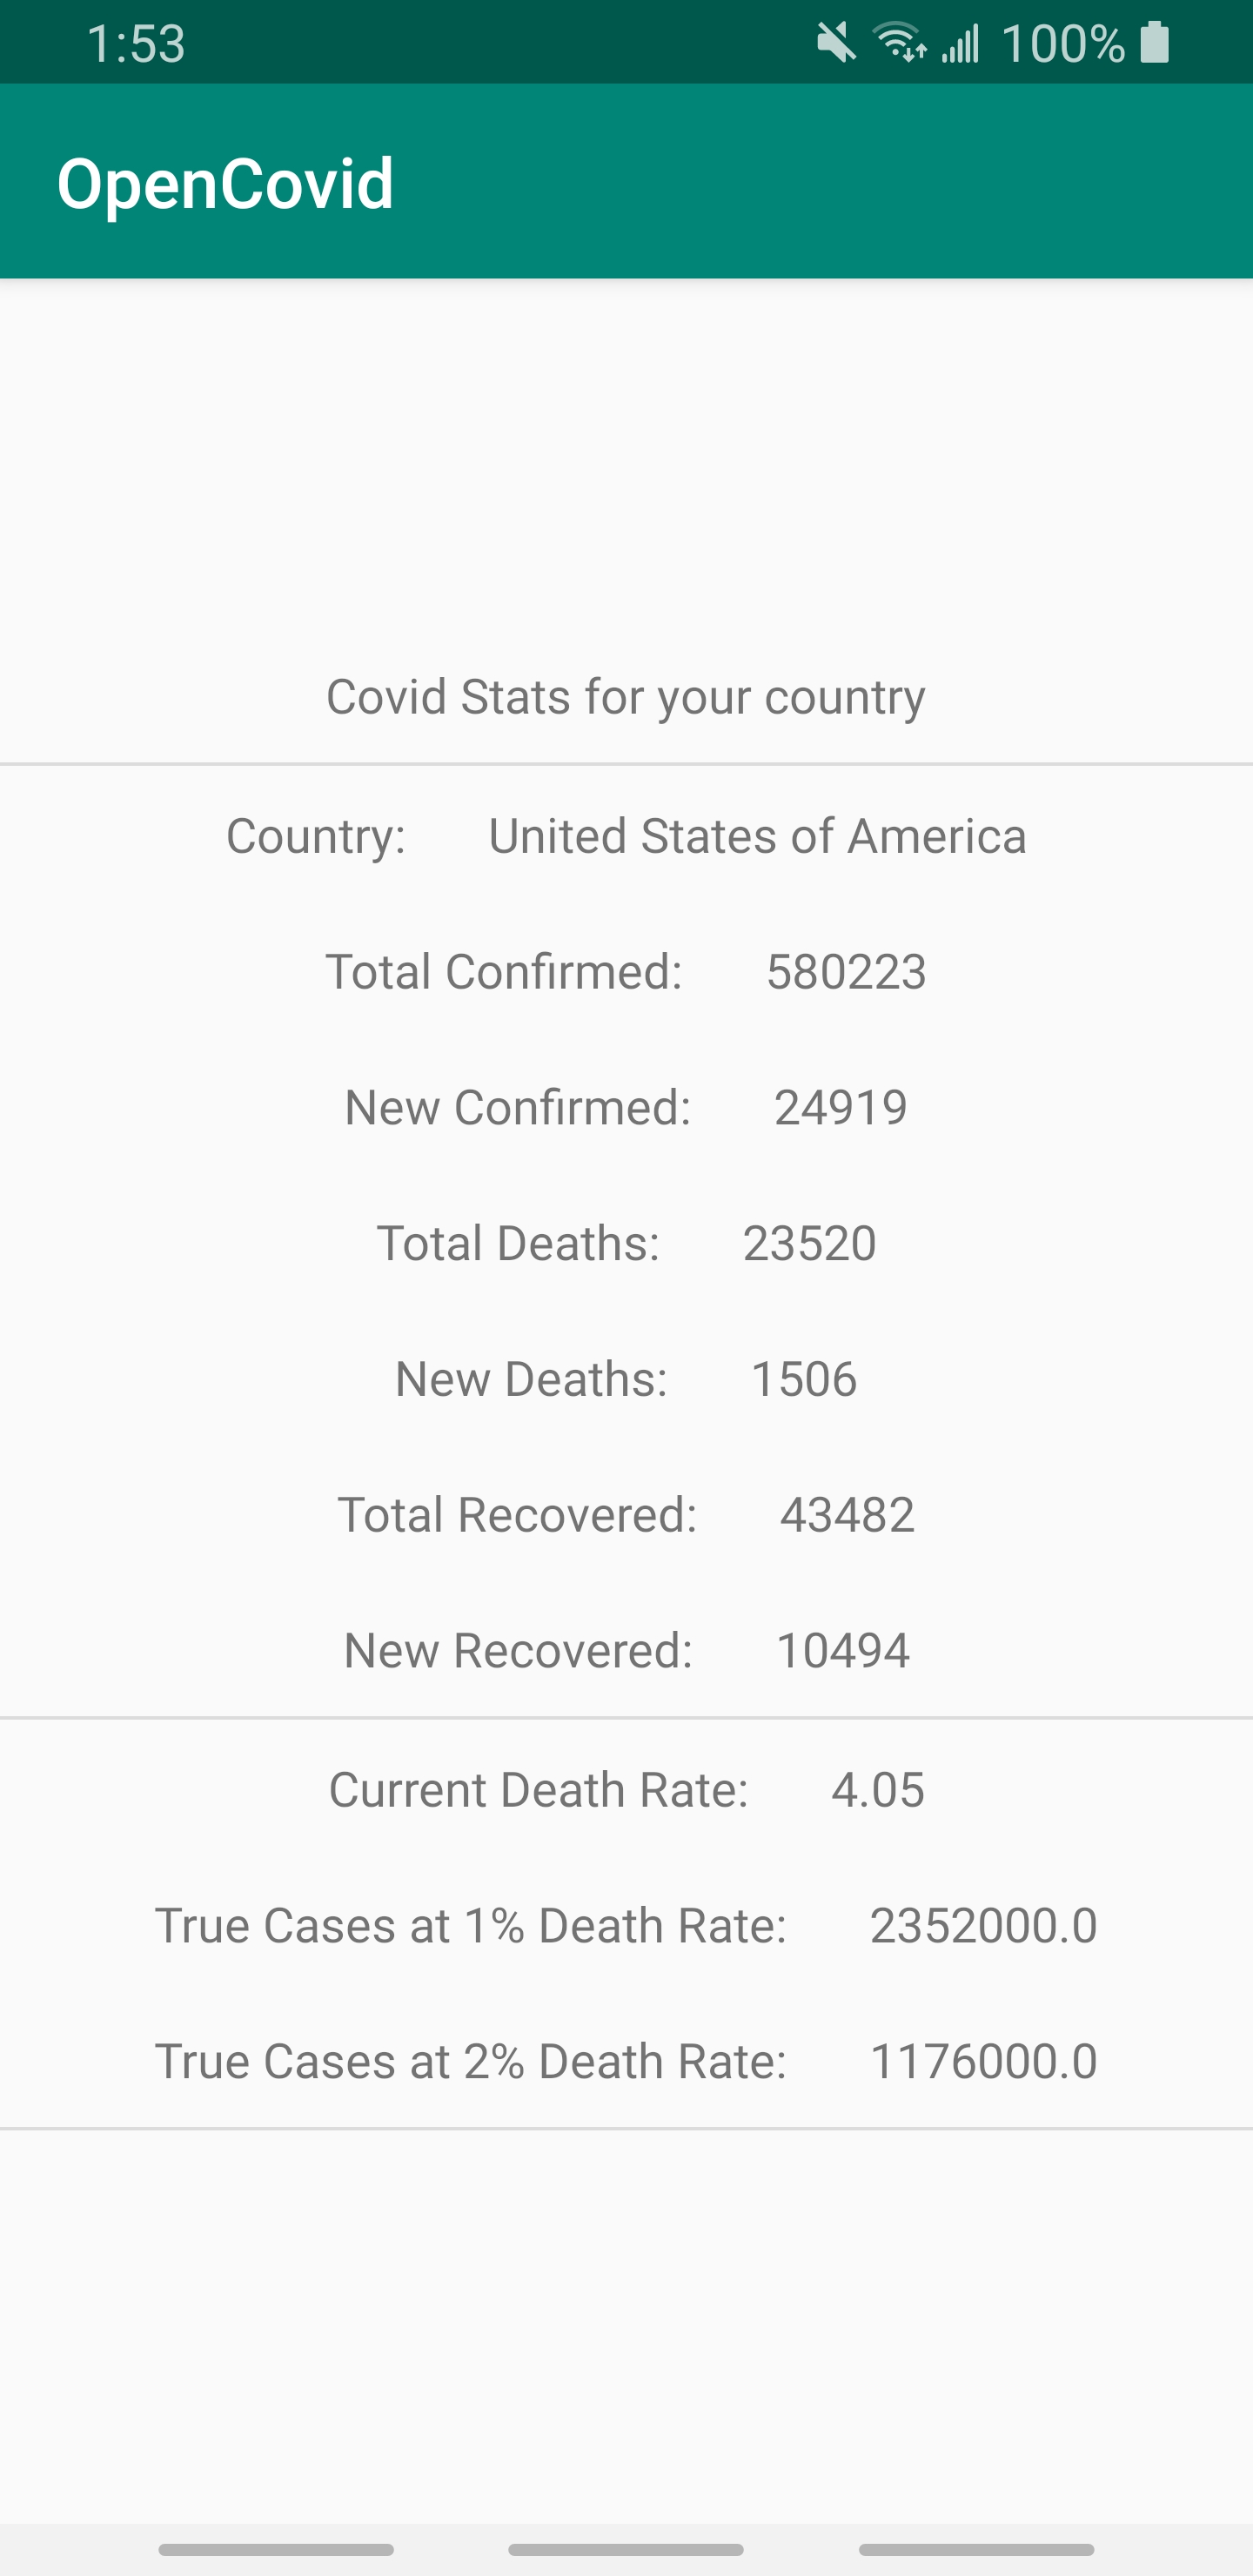 1:53 100%
OpenCovid
Covid Stats for your country
Country: United States of America
Total Confirmed: 580223
New Confirmed: 24919
Total Deaths: 23520
New Deaths: 1506
Total Recovered: 43482
New Recovered: 10494
Current Death Rate: 4.05
True Cases at 1% Death Rate: 2352000.0
True Cases at 2% Death Rate: 1176000.0